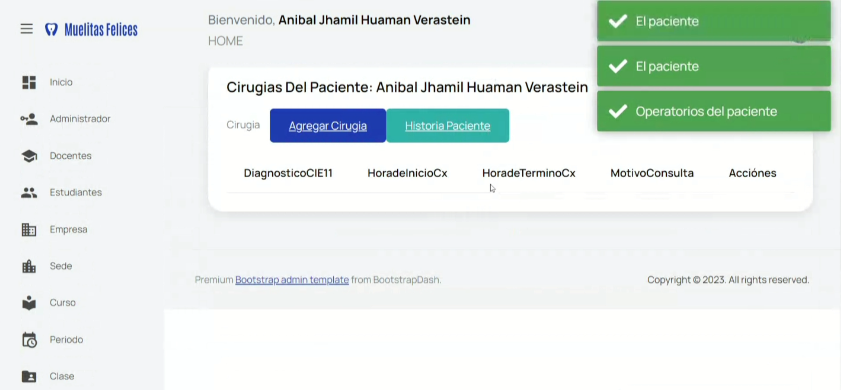 Muelitas Felices
Inicio
Administrador
Docentes
Estudiantes
Empresa
Sede
Curso
Periodo
Clase
Bienvenido, Anibal Jhamil Huaman Verastein
HOME
El paciente
El paciente
Operatorios del paciente
Cirugias Del Paciente: Anibal Jhamil Huaman Verastein
Cirugia Agregar Cirugia Historia Paciente
DiagnosticoCIE11 HoradeInicioCx HoradeTerminoCx MotivoConsulta Acciónes
Premium Bootstrap admin template from BootstrapDash. Copyright © 2023. All rights reserved.